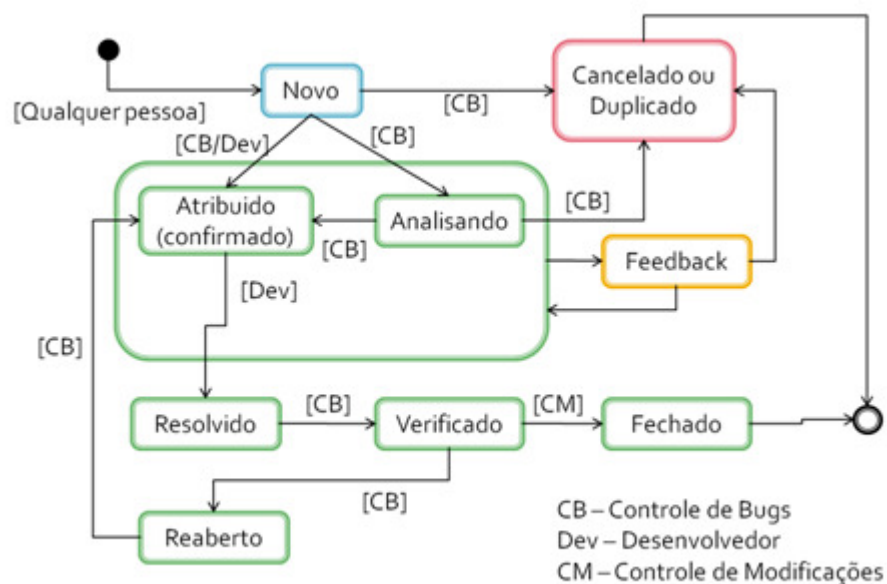 [Qualquer pessoa]
Novo
[CB]
Cancelado ou
Duplicado
[CB/Dev]
[CB]
Atribuido
(confirmado)
[CB]
Analisando
[CB]
Feedback
[Dev]
[CB]
Resolvido
[CB]
Verificado
[CM]
Fechado
[CB]
Reaberto
CB – Controle de Bugs
Dev – Desenvolvedor
CM – Controle de Modificações